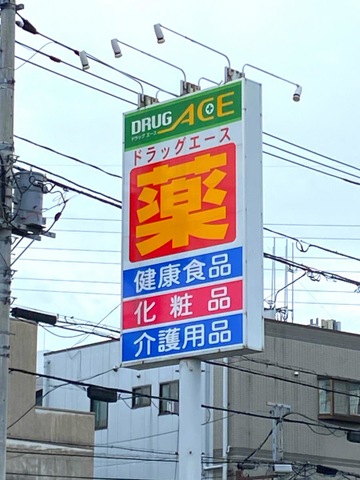 DRUG ACE
ドラッグ エース
ドラッグエース
薬
健康食品
化粧品
介護用品